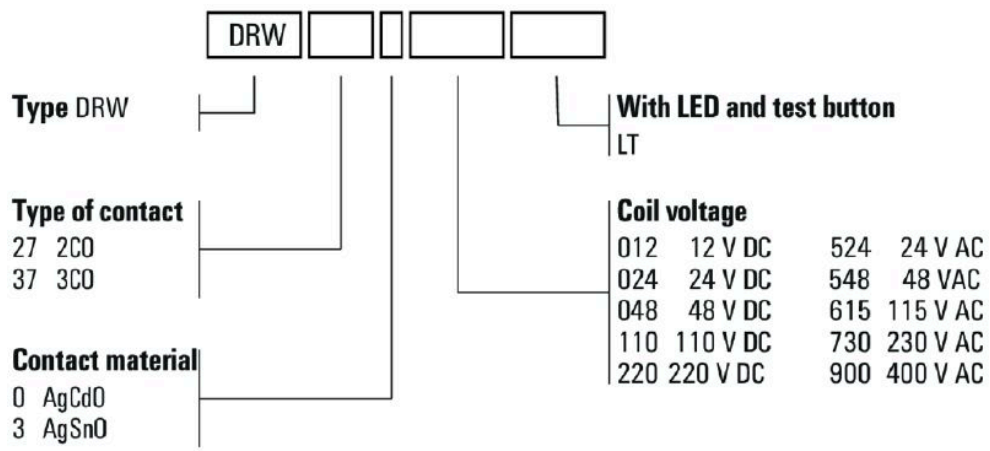 DRW
Type DRW
With LED and test button
LT
Type of contact
27 2CO
37 3CO
Coil voltage
012 12 V DC 524 24 V AC
024 24 V DC 548 48 VAC
048 48 V DC 615 115 V AC
110 110 V DC 730 230 V AC
220 220 V DC 900 400 V AC
Contact material
0 AgCdO
3 AgSnO